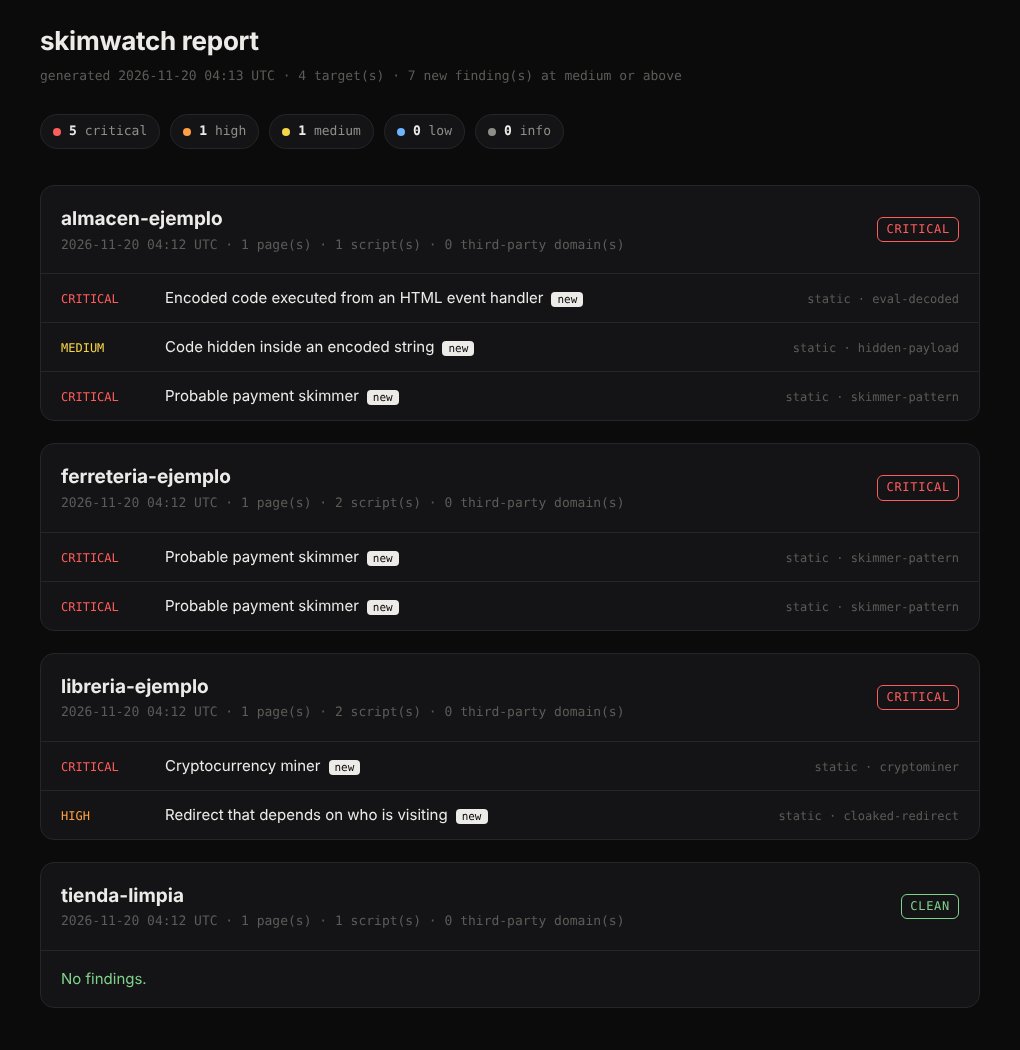 skimwatch report
generated 2026-11-20 04:13 UTC · 4 target(s) · 7 new finding(s) at medium or above
5 critical 1 high 1 medium 0 low 0 info
almacen-ejemplo
CRITICAL
2026-11-20 04:12 UTC · 1 page(s) · 1 script(s) · 0 third-party domain(s)
CRITICAL Encoded code executed from an HTML event handler new static · eval-decoded
MEDIUM Code hidden inside an encoded string new static · hidden-payload
CRITICAL Probable payment skimmer new static · skimmer-pattern
ferreteria-ejemplo
CRITICAL
2026-11-20 04:12 UTC · 1 page(s) · 2 script(s) · 0 third-party domain(s)
CRITICAL Probable payment skimmer new static · skimmer-pattern
CRITICAL Probable payment skimmer new static · skimmer-pattern
libreria-ejemplo
CRITICAL
2026-11-20 04:12 UTC · 1 page(s) · 2 script(s) · 0 third-party domain(s)
CRITICAL Cryptocurrency miner new static · cryptominer
HIGH Redirect that depends on who is visiting new static · cloaked-redirect
tienda-limpia
CLEAN
2026-11-20 04:12 UTC · 1 page(s) · 1 script(s) · 0 third-party domain(s)
No findings.